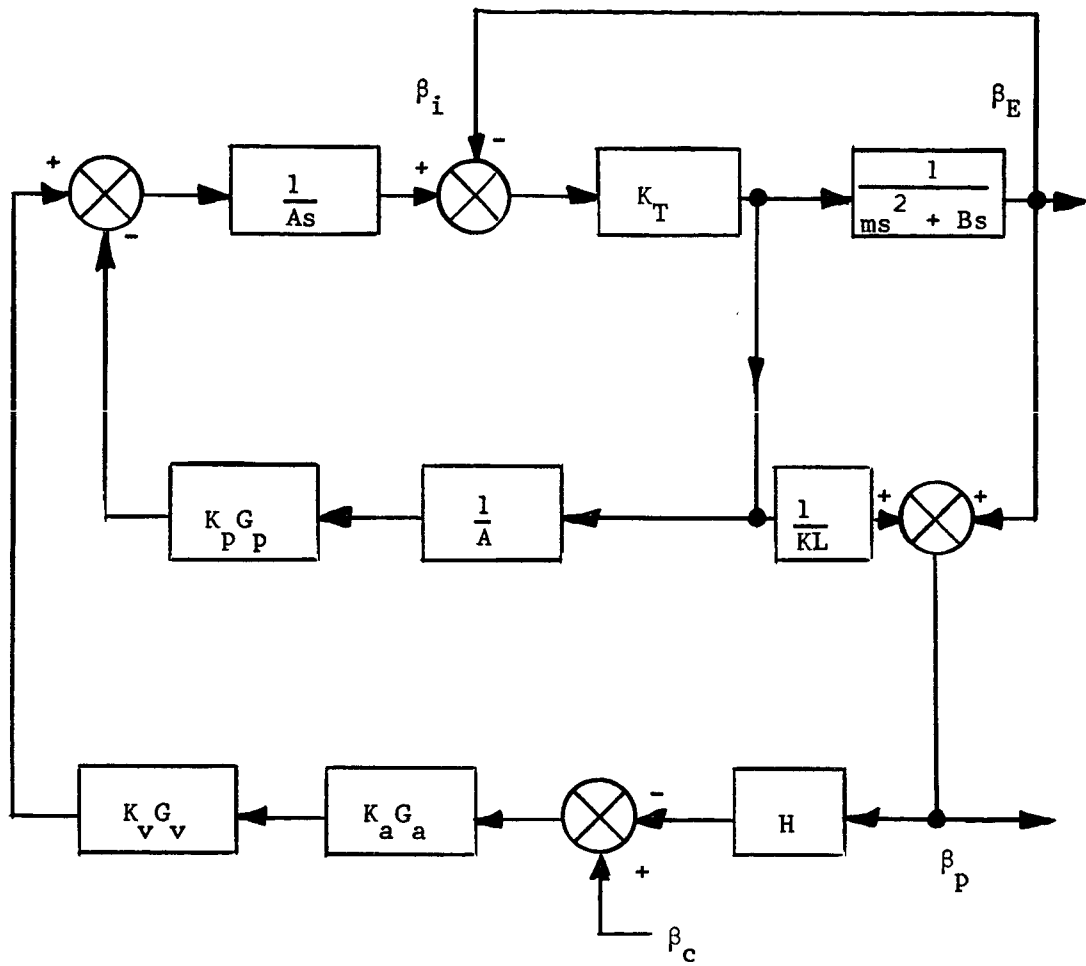 β_i
β_E
+
-
+
-
1
As
K_T
1
ms^2 + Bs
K_p G_p
1
A
1
KL
+
+
K_v G_v
K_a G_a
-
+
H
β_p
β_c